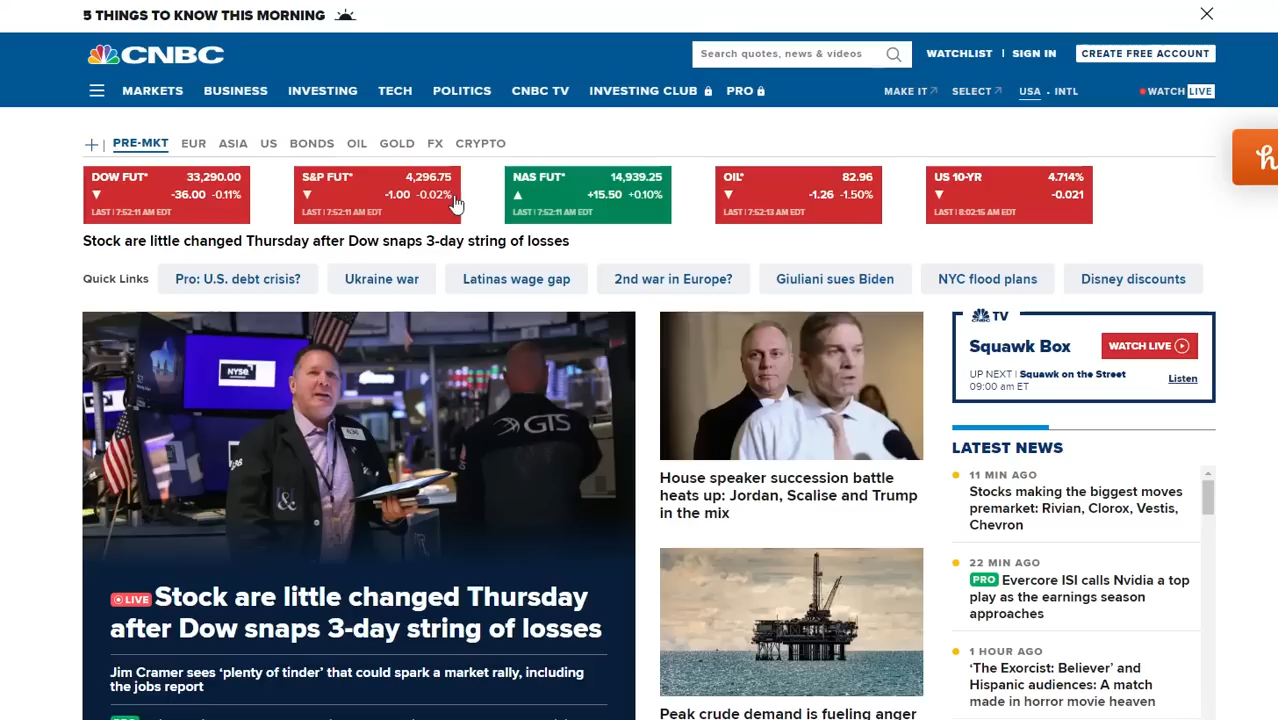 5 THINGS TO KNOW THIS MORNING
CNBC
Search quotes, news & videos
WATCHLIST | SIGN IN
CREATE FREE ACCOUNT
MARKETS BUSINESS INVESTING TECH POLITICS CNBC TV INVESTING CLUB PRO
MAKE IT SELECT USA • INTL WATCH LIVE
+ | PRE-MKT EUR ASIA US BONDS OIL GOLD FX CRYPTO
DOW FUT* 33,290.00
▼ -36.00 -0.11%
LAST | 7:52:11 AM EDT
S&P FUT* 4,296.75
▼ -1.00 -0.02%
LAST | 7:52:11 AM EDT
NAS FUT* 14,939.25
▲ +15.50 +0.10%
LAST | 7:52:11 AM EDT
OIL* 82.96
▼ -1.26 -1.50%
LAST | 7:52:13 AM EDT
US 10-YR 4.714%
▼ -0.021
LAST | 8:02:15 AM EDT
Stock are little changed Thursday after Dow snaps 3-day string of losses
Quick Links Pro: U.S. debt crisis? Ukraine war Latinas wage gap 2nd war in Europe? Giuliani sues Biden NYC flood plans Disney discounts
NYSE
GTS
LIVE Stock are little changed Thursday
after Dow snaps 3-day string of losses
Jim Cramer sees ‘plenty of tinder’ that could spark a market rally, including
the jobs report
House speaker succession battle
heats up: Jordan, Scalise and Trump
in the mix
Peak crude demand is fueling anger
CNBC TV
Squawk Box
WATCH LIVE
UP NEXT | Squawk on the Street
09:00 am ET
Listen
LATEST NEWS
11 MIN AGO
Stocks making the biggest moves
premarket: Rivian, Clorox, Vestis,
Chevron
22 MIN AGO
PRO Evercore ISI calls Nvidia a top
play as the earnings season
approaches
1 HOUR AGO
‘The Exorcist: Believer’ and
Hispanic audiences: A match
made in horror movie heaven